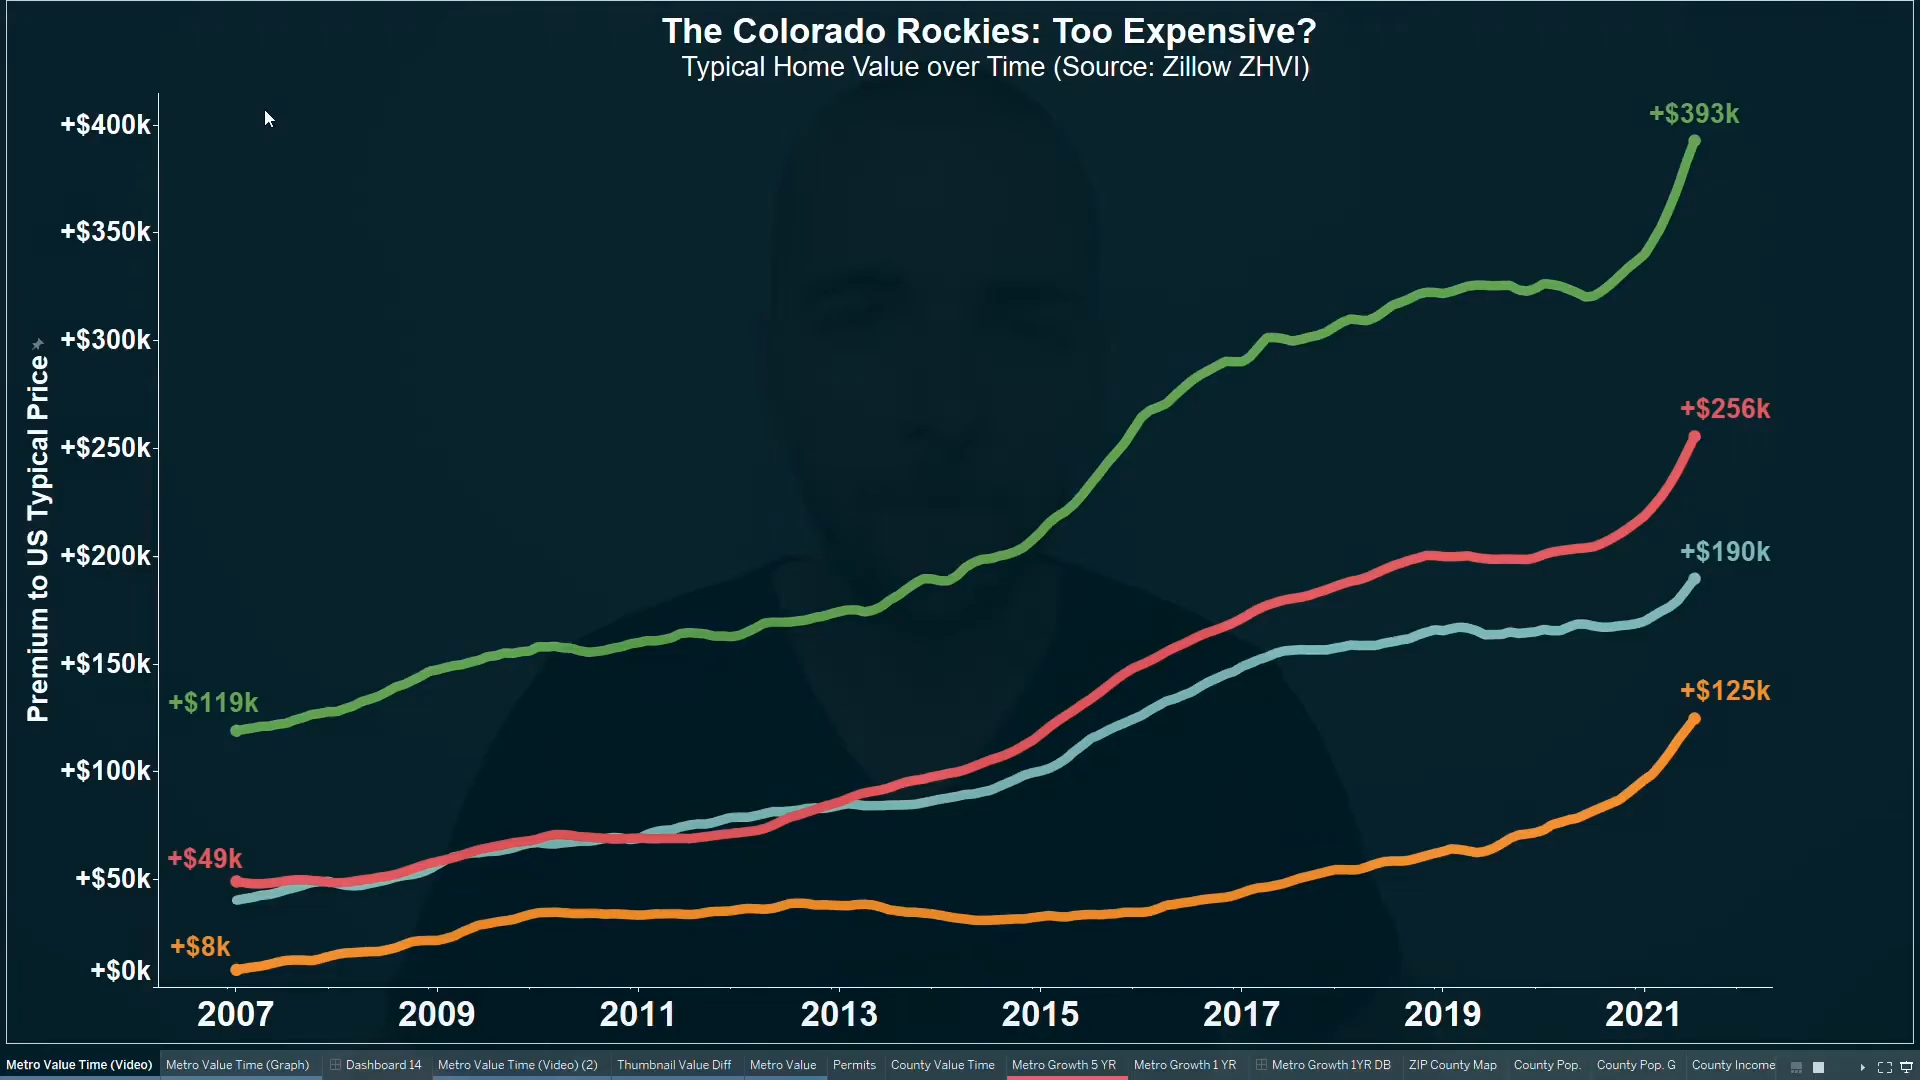 The Colorado Rockies: Too Expensive?
Typical Home Value over Time (Source: Zillow ZHVI)
Premium to US Typical Price
+$400k
+$350k
+$300k
+$250k
+$200k
+$150k
+$100k
+$50k
+$0k
+$393k
+$256k
+$190k
+$125k
+$119k
+$49k
+$8k
2007 2009 2011 2013 2015 2017 2019 2021
Metro Value Time (Video) Metro Value Time (Graph) Dashboard 14 Metro Value Time (Video) (2) Thumbnail Value Diff Metro Value Permits County Value Time Metro Growth 5 YR Metro Growth 1 YR Metro Growth 1YR DB ZIP County Map County Pop. County Pop. G County Income